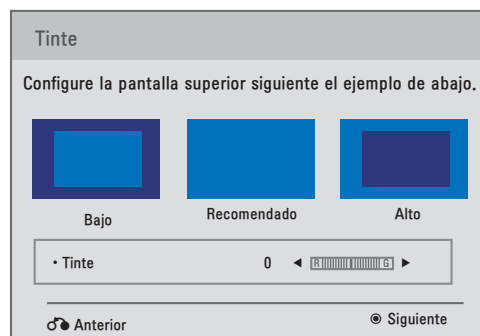 Tinte
Configure la pantalla superior siguiente el ejemplo de abajo.
Bajo Recomendado Alto
• Tinte 0 ◄ R G ►
Anterior ◉ Siguiente